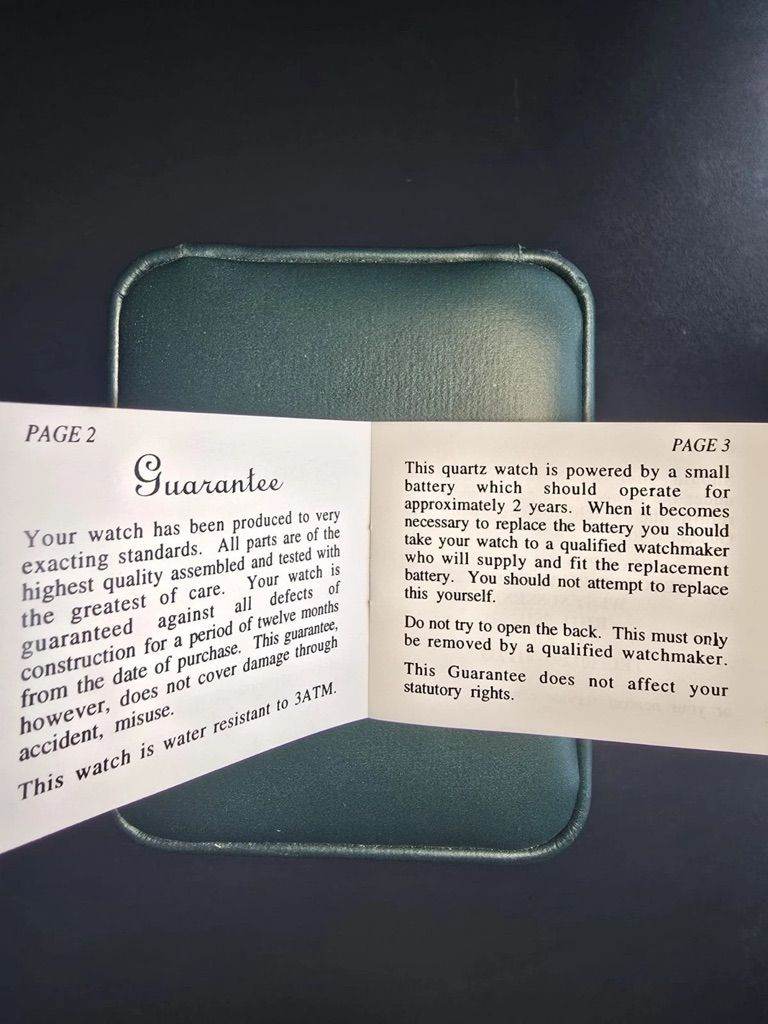 PAGE 2
Guarantee
Your watch has been produced to very
exacting standards. All parts are of the
highest quality assembled and tested with
the greatest of care. Your watch is
guaranteed against all defects of
construction for a period of twelve months
from the date of purchase. This guarantee,
however, does not cover damage through
accident, misuse.
This watch is water resistant to 3ATM.
PAGE 3
This quartz watch is powered by a small
battery which should operate for
approximately 2 years. When it becomes
necessary to replace the battery you should
take your watch to a qualified watchmaker
who will supply and fit the replacement
battery. You should not attempt to replace
this yourself.
Do not try to open the back. This must only
be removed by a qualified watchmaker.
This Guarantee does not affect your
statutory rights.